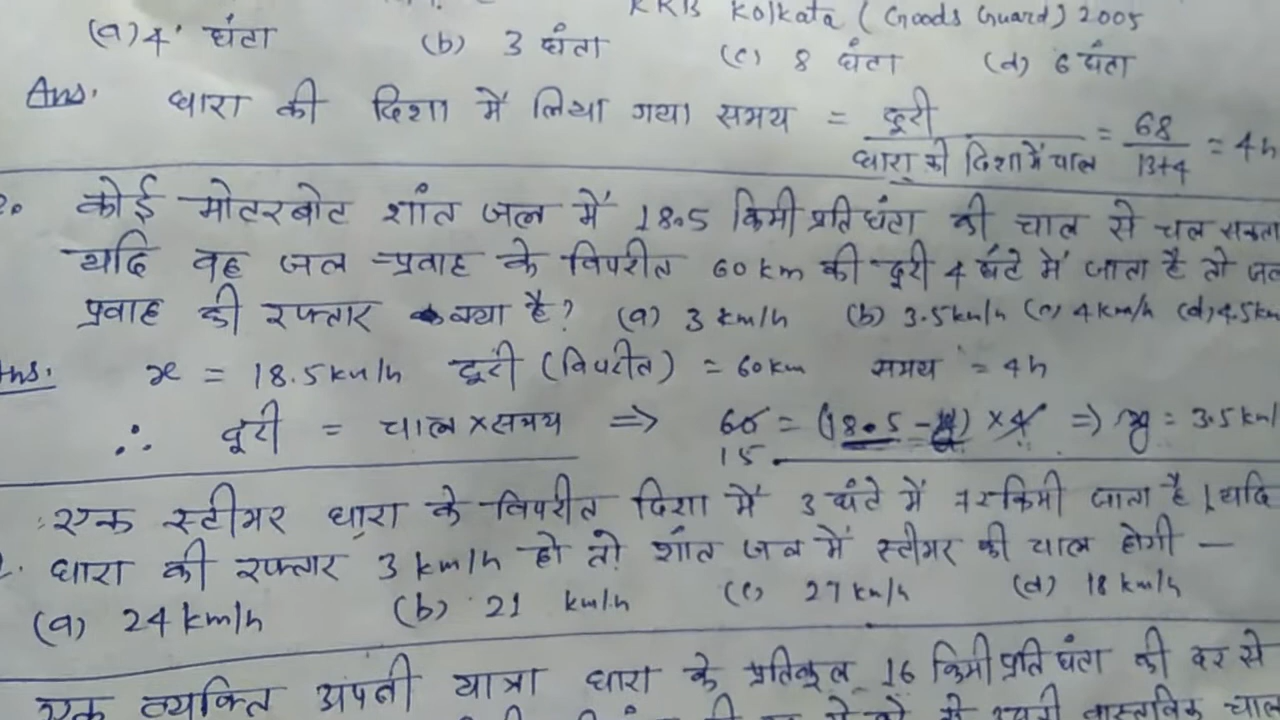 RRB Kolkata (Goods Guard) 2005
(a) 4 घंटा (b) 3 घंटा (c) 8 घंटा (d) 6 घंटा
Ans. धारा की दिशा में लिया गया समय = दूरी / धारा की दिशा में चाल = 68 / 13+4 = 4h
कोई मोटरबोट शांत जल में 18.5 किमी प्रति घंटा की चाल से चल सकता
यदि वह जल प्रवाह के विपरीत 60 km की दूरी 4 घंटे में जाता है तो जल
प्रवाह की रफ्तार क्या है? (a) 3 km/h (b) 3.5 km/h (c) 4 km/h (d) 4.5 km
Ans. x = 18.5 km/h दूरी (विपरीत) = 60 km समय = 4h
∴ दूरी = चाल × समय => 60 = (18.5 - y) × 4 => y = 3.5 km/
15
एक स्टीमर धारा के विपरीत दिशा में 3 घंटे में 72 किमी जाता है। यदि
धारा की रफ्तार 3 km/h हो तो शांत जल में स्टीमर की चाल होगी —
(a) 24 km/h (b) 21 km/h (c) 27 km/h (d) 18 km/h
एक व्यक्ति अपनी यात्रा धारा के प्रतिकूल 16 किमी प्रति घंटा की दर से
वास्तविक चाल